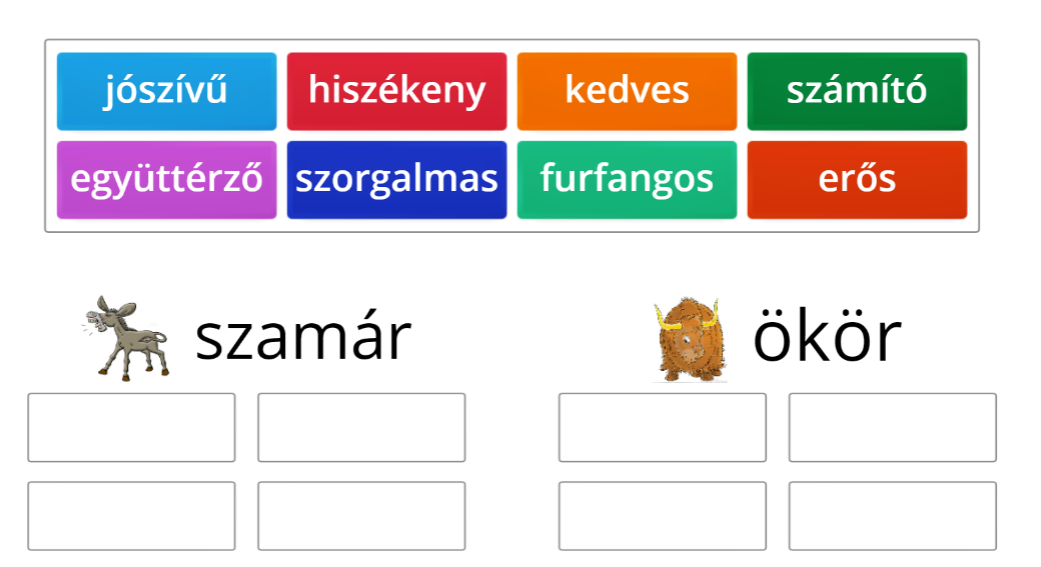 jószívű hiszékeny kedves számító
együttérző szorgalmas furfangos erős
szamár ökör